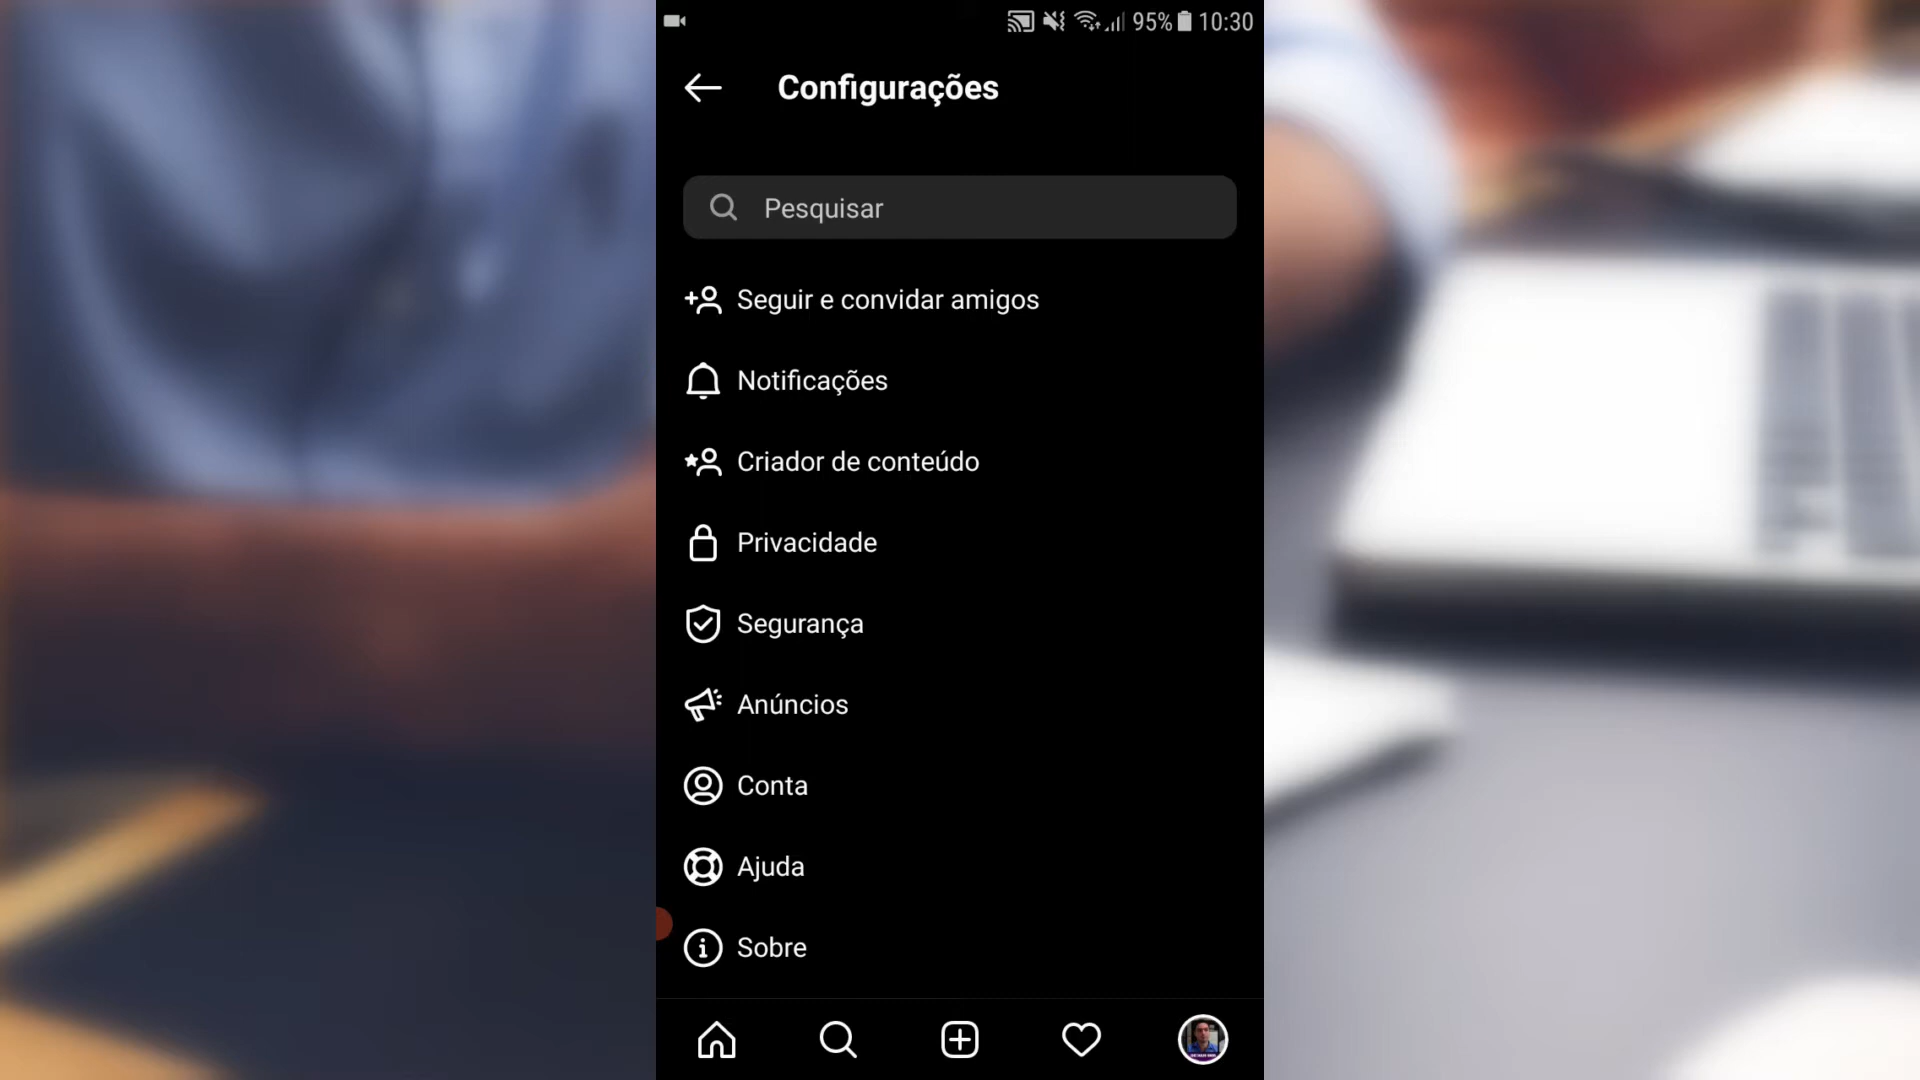 95% 10:30
Configurações
Pesquisar
Seguir e convidar amigos
Notificações
Criador de conteúdo
Privacidade
Segurança
Anúncios
Conta
Ajuda
Sobre